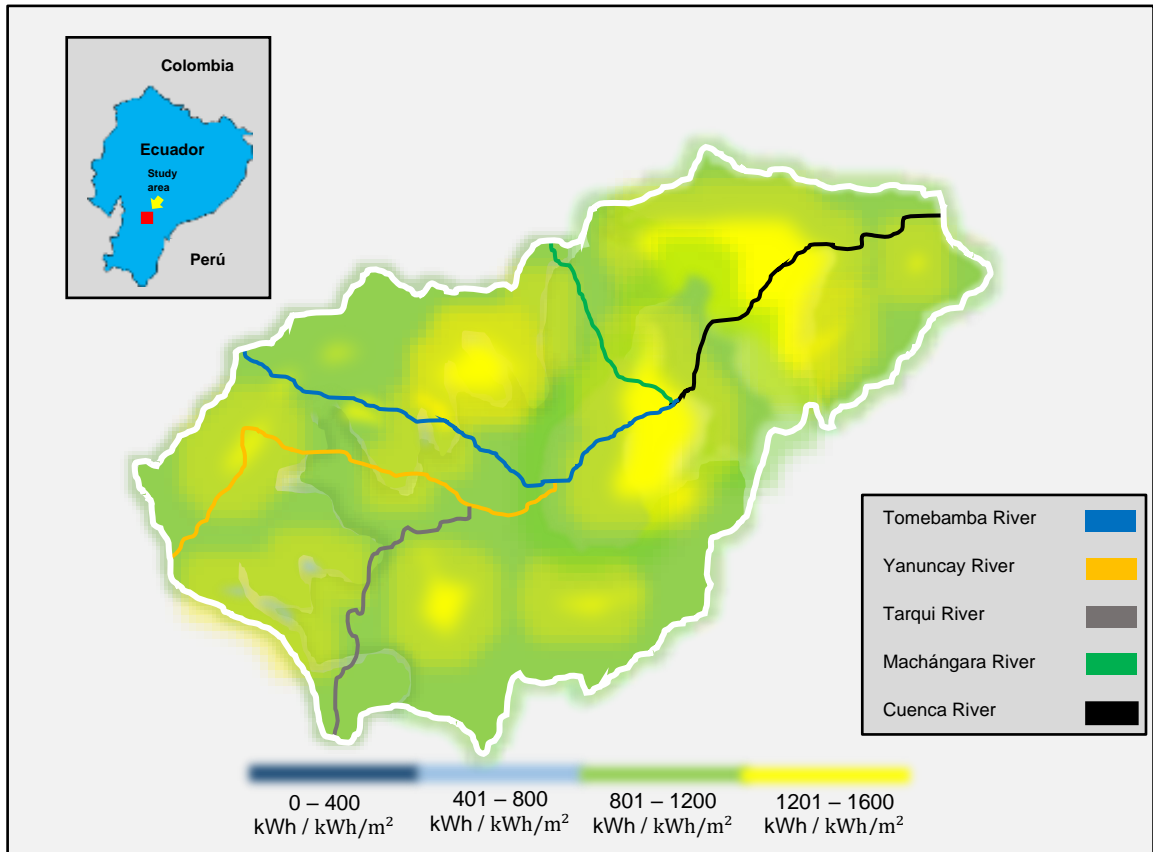 Colombia
Ecuador
Study
area
Perú
Tomebamba River
Yanuncay River
Tarqui River
Machángara River
Cuenca River
0 – 400
kWh / kWh/m²
401 – 800
kWh / kWh/m²
801 – 1200
kWh / kWh/m²
1201 – 1600
kWh / kWh/m²